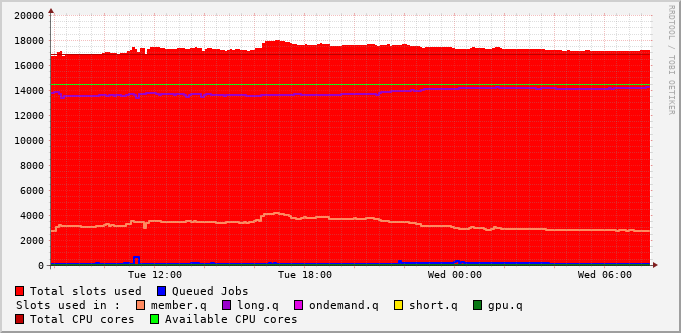 20000
18000
16000
14000
12000
10000
8000
6000
4000
2000
0
Tue 12:00 Tue 18:00 Wed 00:00 Wed 06:00
Total slots used Queued Jobs
Slots used in : member.q long.q ondemand.q short.q gpu.q
Total CPU cores Available CPU cores
RRDTOOL / TOBI OETIKER